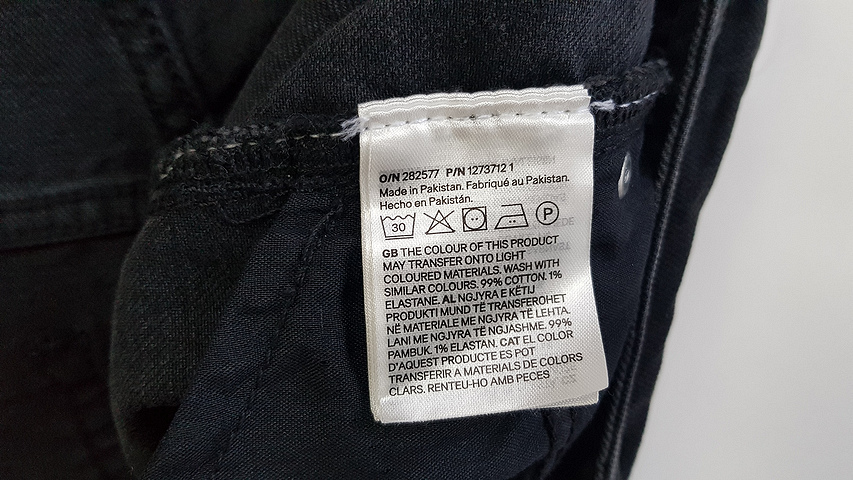 O/N 282577 P/N 1273712 1
Made in Pakistan. Fabriqué au Pakistan.
Hecho en Pakistán.
30 P
GB THE COLOUR OF THIS PRODUCT
MAY TRANSFER ONTO LIGHT
COLOURED MATERIALS. WASH WITH
SIMILAR COLOURS. 99% COTTON. 1%
ELASTANE. AL NGJYRA E KËTIJ
PRODUKTI MUND TË TRANSFEROHET
NË MATERIALE ME NGJYRA TË LEHTA.
LANI ME NGJYRA TË NGJASHME. 99%
PAMBUK. 1% ELASTAN. CAT EL COLOR
D'AQUEST PRODUCTE ES POT
TRANSFERIR A MATERIALS DE COLORS
CLARS. RENTEU-HO AMB PECES